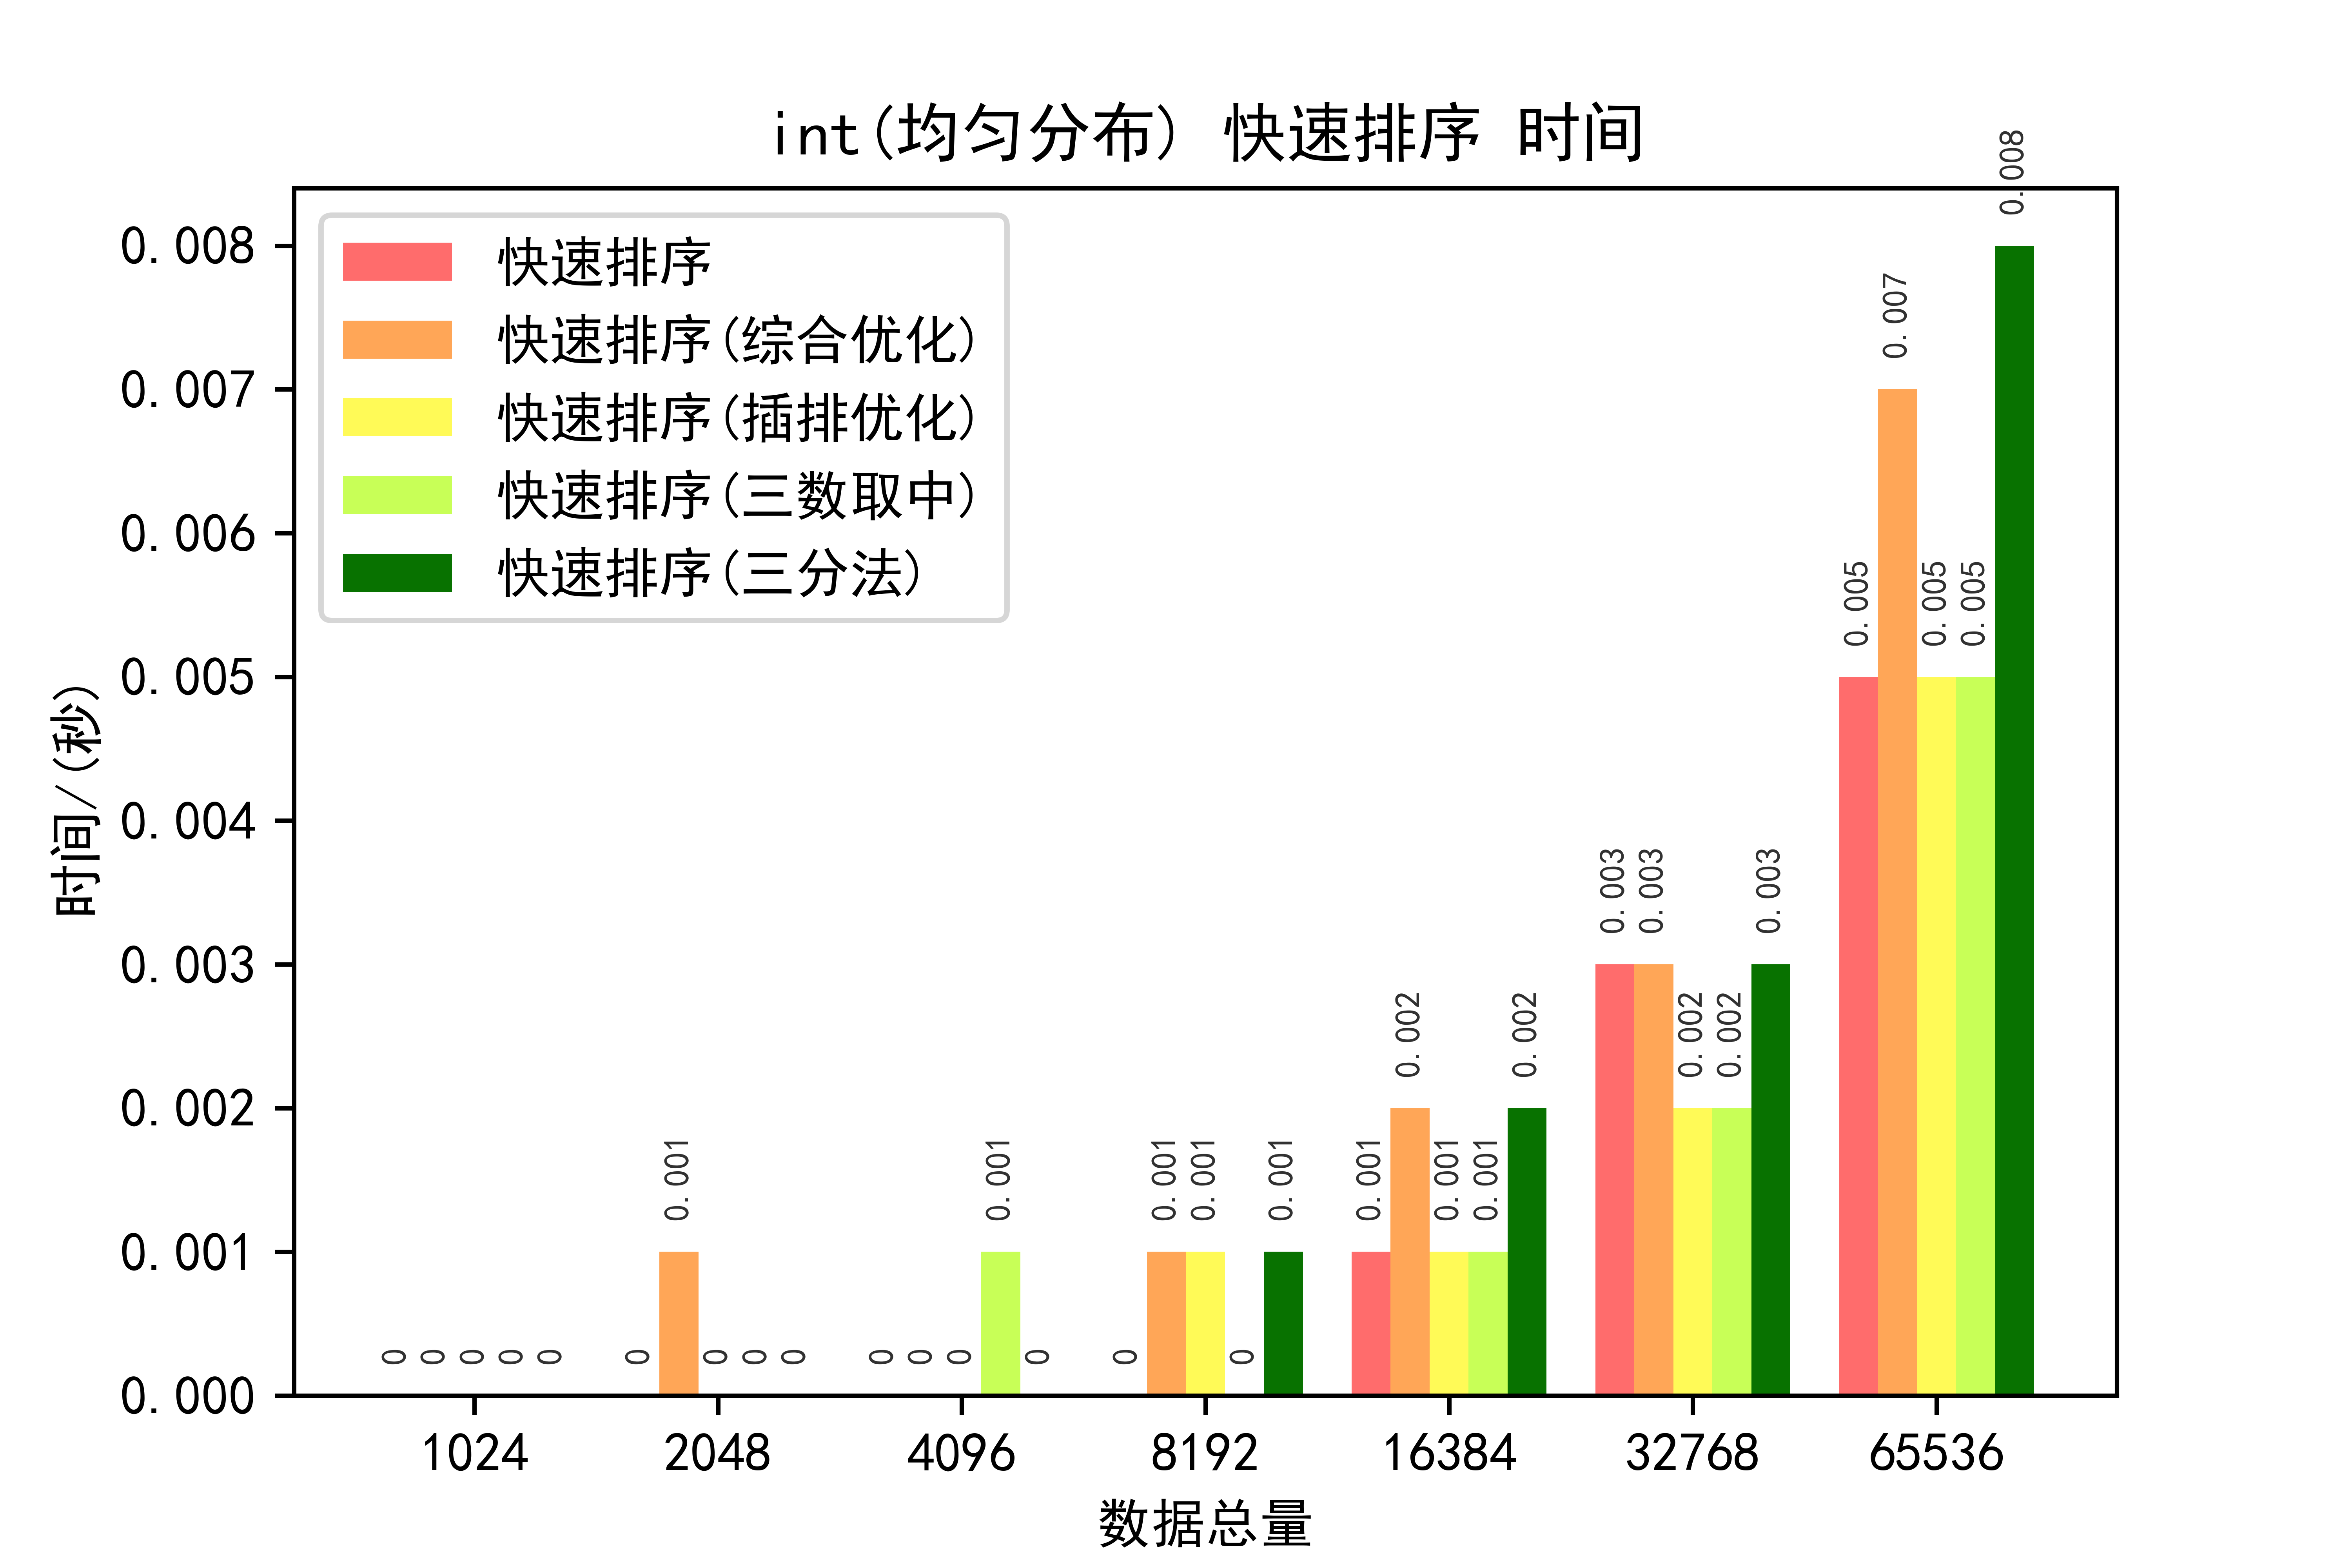 int(均匀分布) 快速排序 时间
快速排序
快速排序(综合优化)
快速排序(插排优化)
快速排序(三数取中)
快速排序(三分法)
时间/(秒)
0.008
0.007
0.006
0.005
0.004
0.003
0.002
0.001
0.000
0 0 0 0 0
0 0.001 0 0 0
0 0 0 0.001 0
0 0.001 0.001 0 0.001
0.001 0.002 0.001 0.001 0.002
0.003 0.003 0.002 0.002 0.003
0.005 0.007 0.005 0.005 0.008
1024 2048 4096 8192 16384 32768 65536
数据总量